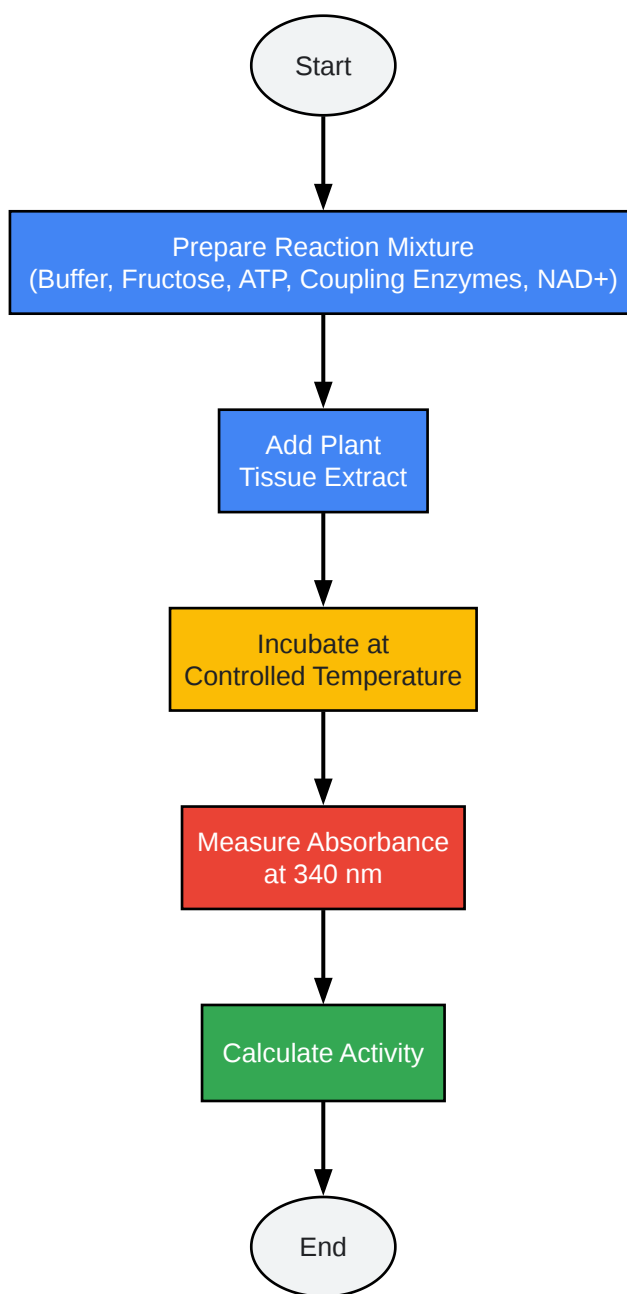 Start
Prepare Reaction Mixture
(Buffer, Fructose, ATP, Coupling Enzymes, NAD+)
Add Plant
Tissue Extract
Incubate at
Controlled Temperature
Measure Absorbance
at 340 nm
Calculate Activity
End